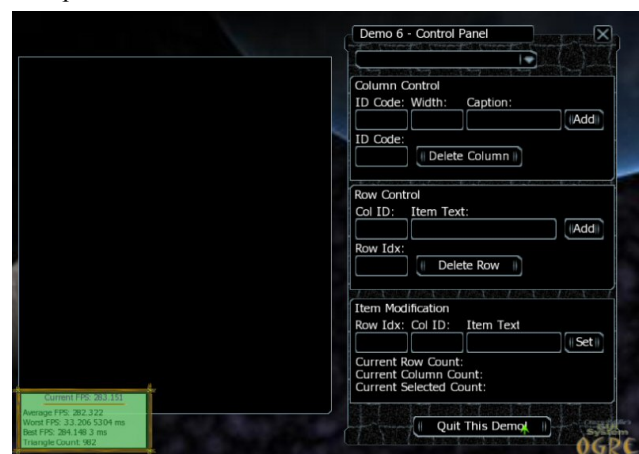 Demo 6 - Control Panel
Column Control
ID Code: Width: Caption:
Add
ID Code:
Delete Column
Row Control
Col ID: Item Text:
Add
Row Idx:
Delete Row
Item Modification
Row Idx: Col ID: Item Text
Set
Current Row Count:
Current Column Count:
Current Selected Count:
Quit This Demo!
Current FPS: 283.151
Average FPS: 282.322
Worst FPS: 33.206 5304 ms
Best FPS: 284.148 3 ms
Triangle Count: 982
System
OGRE